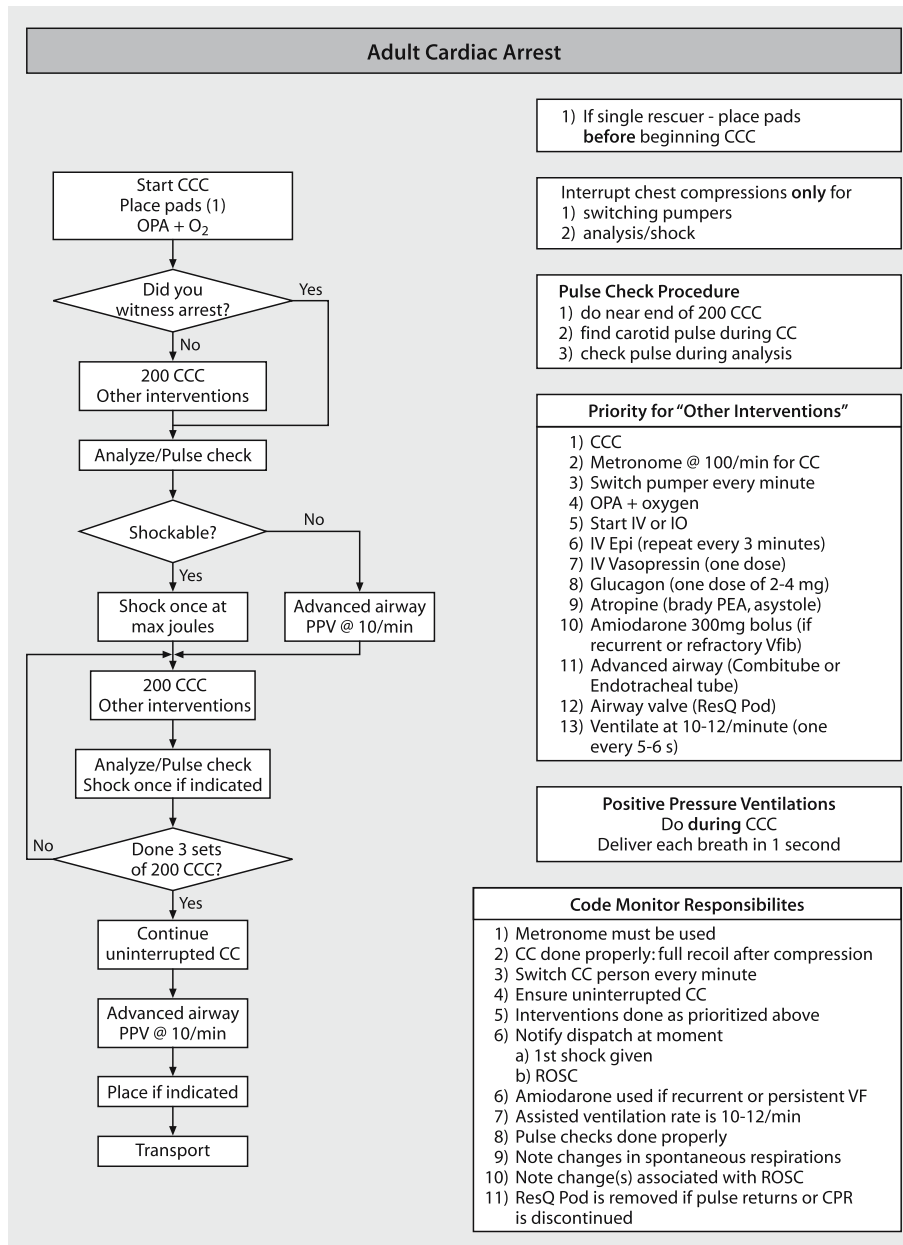 Adult Cardiac Arrest
Start CCC
Place pads (1)
OPA + O₂
Did you
witness arrest?
Yes
No
200 CCC
Other interventions
Analyze/Pulse check
Shockable?
No
Yes
Shock once at
max joules
Advanced airway
PPV @ 10/min
200 CCC
Other interventions
Analyze/Pulse check
Shock once if indicated
No
Done 3 sets
of 200 CCC?
Yes
Continue
uninterrupted CC
Advanced airway
PPV @ 10/min
Place if indicated
Transport
1) If single rescuer - place pads
before beginning CCC
Interrupt chest compressions only for
1) switching pumpers
2) analysis/shock
Pulse Check Procedure
1) do near end of 200 CCC
2) find carotid pulse during CC
3) check pulse during analysis
Priority for “Other Interventions”
1) CCC
2) Metronome @ 100/min for CC
3) Switch pumper every minute
4) OPA + oxygen
5) Start IV or IO
6) IV Epi (repeat every 3 minutes)
7) IV Vasopressin (one dose)
8) Glucagon (one dose of 2-4 mg)
9) Atropine (brady PEA, asystole)
10) Amiodarone 300mg bolus (if
recurrent or refractory Vfib)
11) Advanced airway (Combitube or
Endotracheal tube)
12) Airway valve (ResQ Pod)
13) Ventilate at 10-12/minute (one
every 5-6 s)
Positive Pressure Ventilations
Do during CCC
Deliver each breath in 1 second
Code Monitor Responsibilites
1) Metronome must be used
2) CC done properly: full recoil after compression
3) Switch CC person every minute
4) Ensure uninterrupted CC
5) Interventions done as prioritized above
6) Notify dispatch at moment
a) 1st shock given
b) ROSC
6) Amiodarone used if recurrent or persistent VF
7) Assisted ventilation rate is 10-12/min
8) Pulse checks done properly
9) Note changes in spontaneous respirations
10) Note change(s) associated with ROSC
11) ResQ Pod is removed if pulse returns or CPR
is discontinued